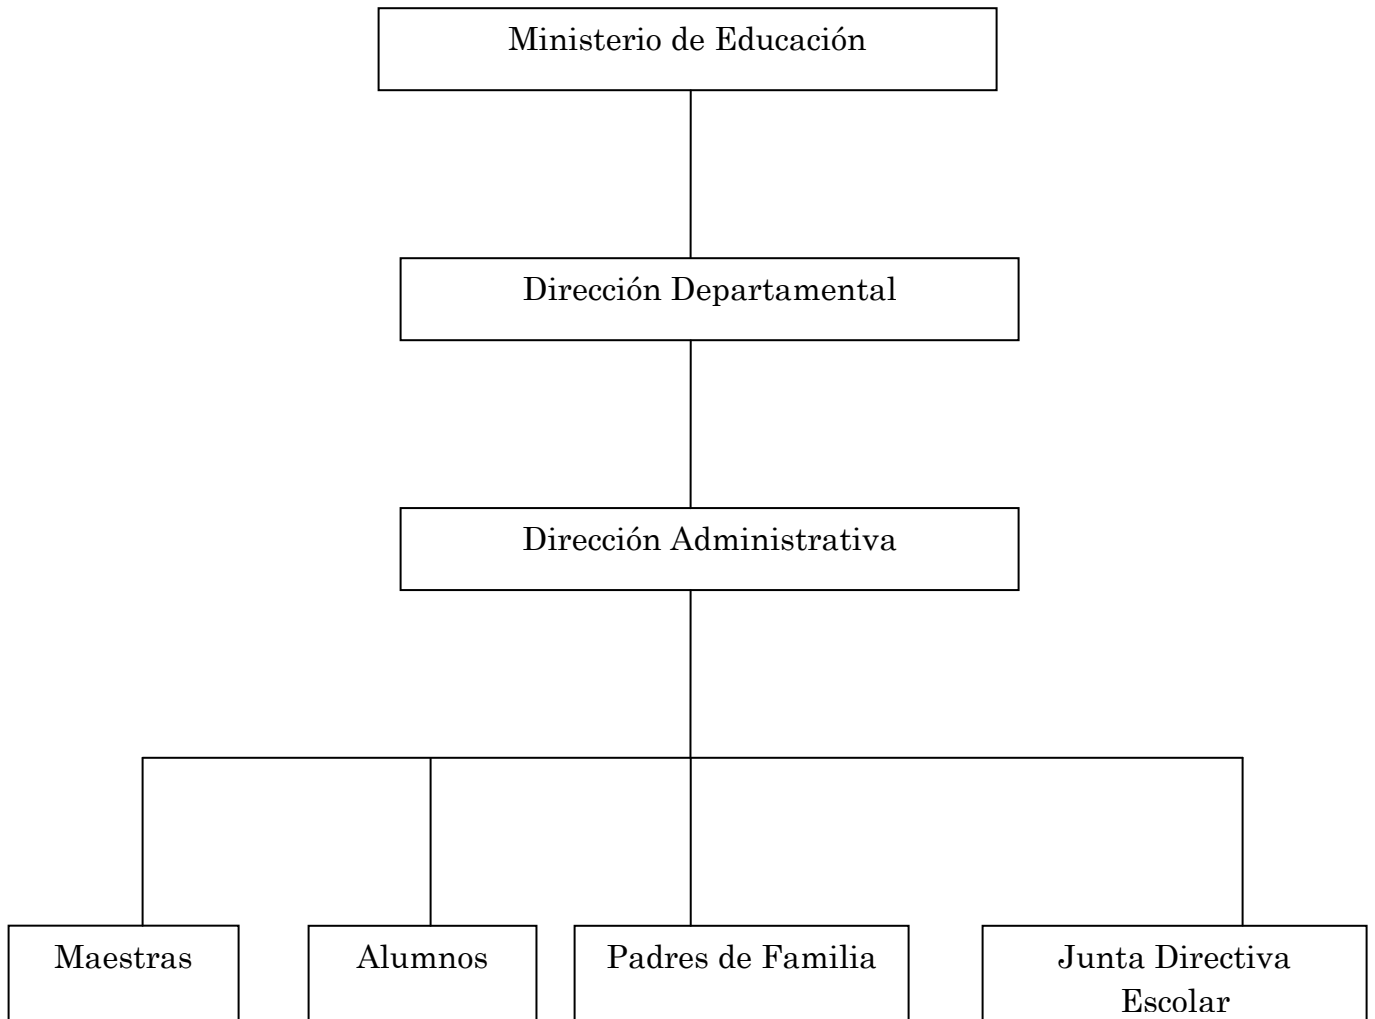 Ministerio de Educación
Dirección Departamental
Dirección Administrativa
Maestras
Alumnos
Padres de Familia
Junta Directiva
Escolar